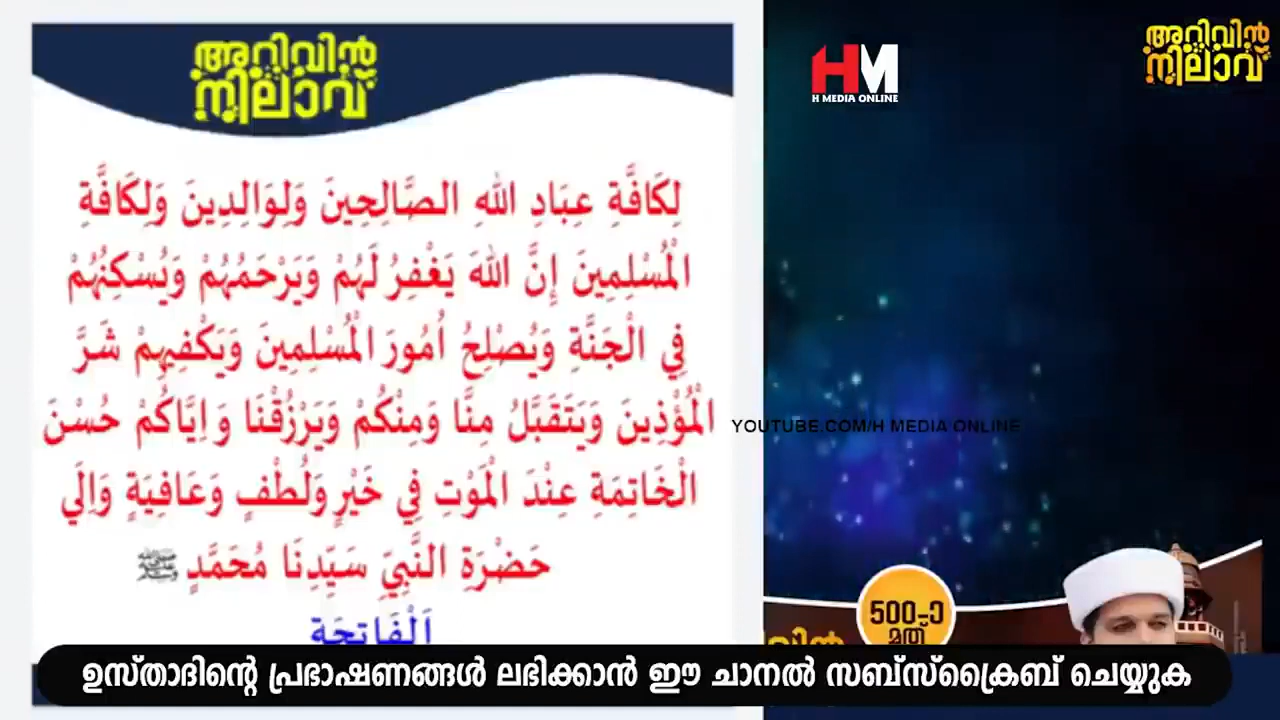 അറിവിൻ
നിലാവ്
لِكَافَّةِ عِبَادِ اللهِ الصَّالِحِينَ وَلِوَالِدِينَ وَلِكَافَّةِ
الْمُسْلِمِينَ إِنَّ اللهَ يَغْفِرُ لَهُمْ وَيَرْحَمُهُمْ وَيُسْكِنُهُمْ
فِي الْجَنَّةِ وَيُصْلِحُ اُمُورَ الْمُسْلِمِينَ وَيَكْفِيهِمْ شَرَّ
الْمُؤْذِينَ وَيَتَقَبَّلُ مِنَّا وَمِنْكُمْ وَيَرْزُقْنَا وَاِيَّاكُمْ حُسْنَ
الْخَاتِمَةِ عِنْدَ الْمَوْتِ فِي خَيْرٍ وَلُطْفٍ وَعَافِيَةٍ وَاِلَي
حَضْرَةِ النَّبِيِّ سَيِّدِنَا مُحَمَّدٍ ﷺ
اَلْفَاتِحَة
HM
H MEDIA ONLINE
അറിവിൻ
നിലാവ്
YOUTUBE.COM/H MEDIA ONLINE
500-ാ
മത്
ഉസ്താദിന്റെ പ്രഭാഷണങ്ങൾ ലഭിക്കാൻ ഈ ചാനൽ സബ്സ്ക്രൈബ് ചെയ്യുക